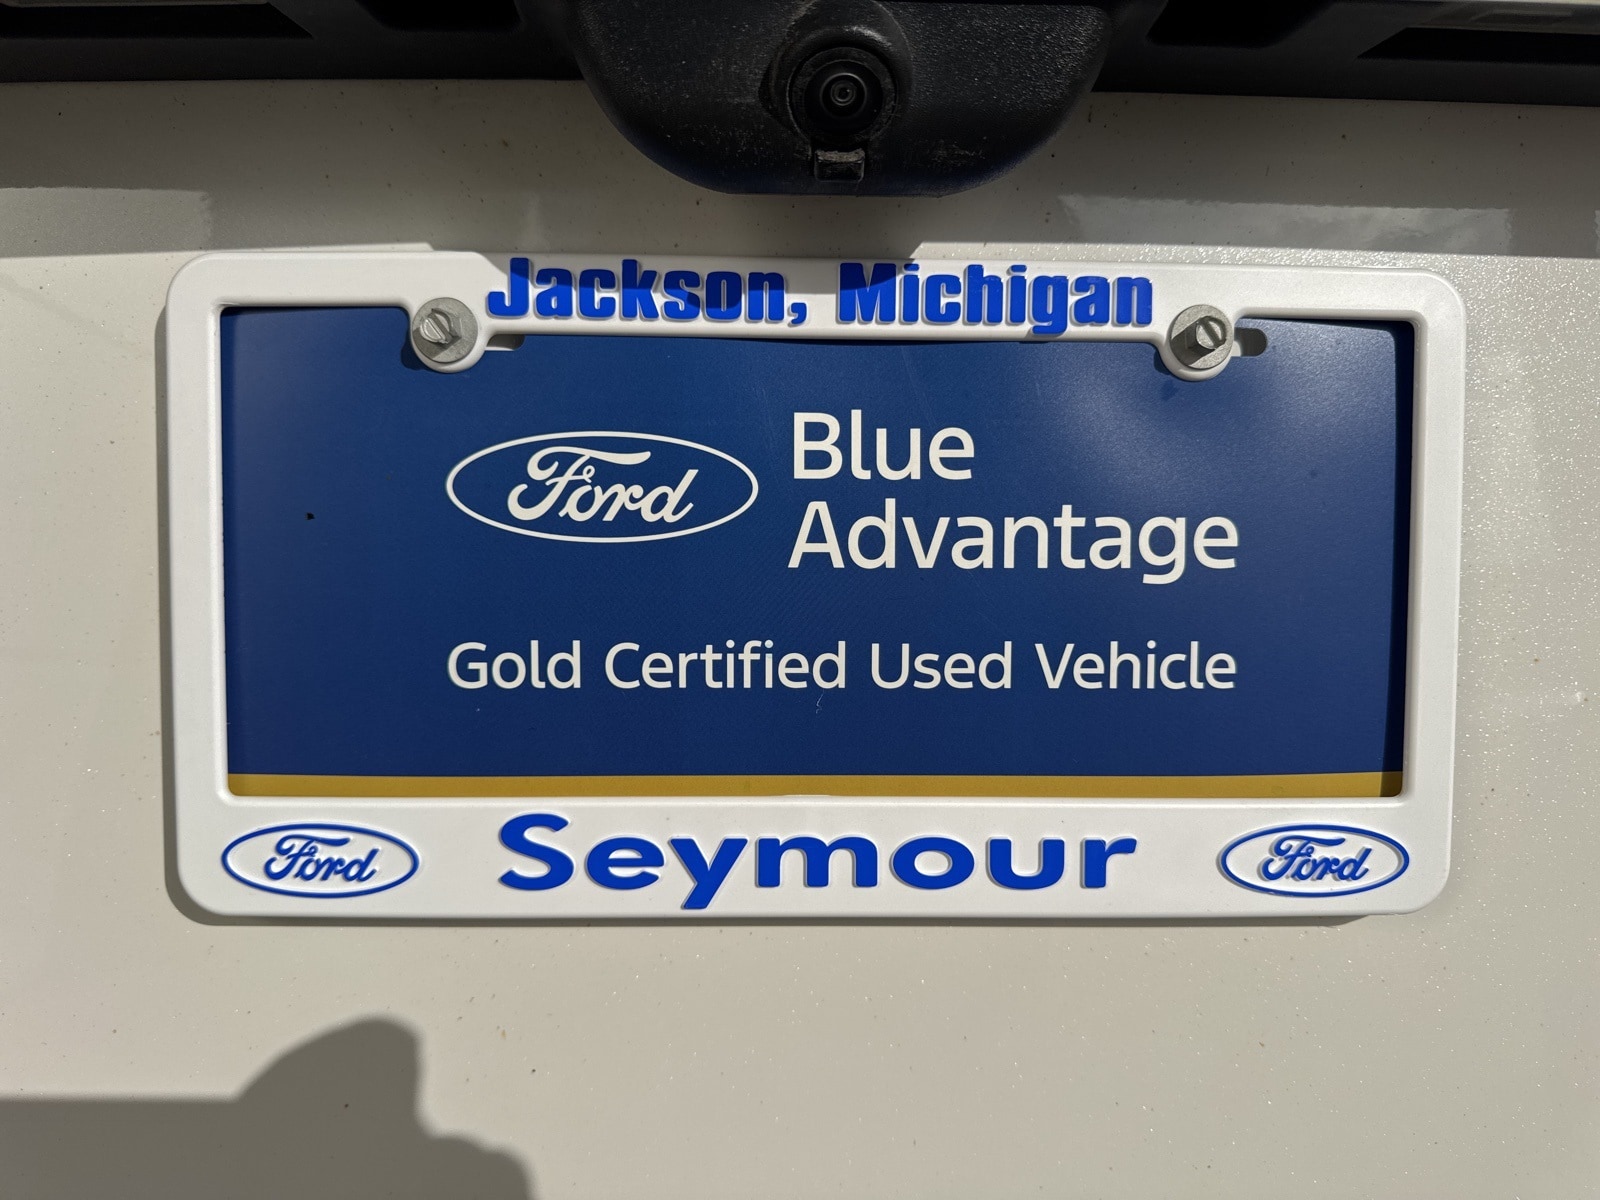 Jackson, Michigan
Ford
Blue
Advantage
Gold Certified Used Vehicle
Ford Seymour Ford